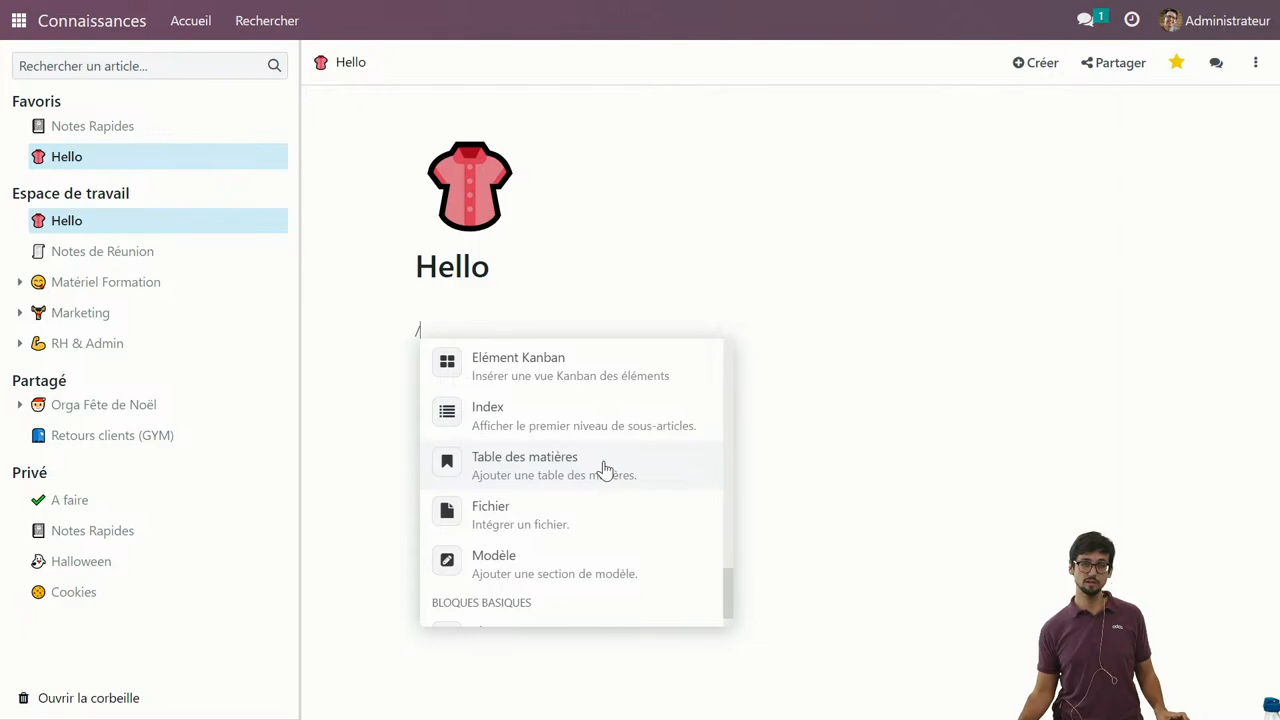 Connaissances Accueil Rechercher 1 Administrateur
Rechercher un article...
Favoris
Notes Rapides
Hello
Espace de travail
Hello
Notes de Réunion
Matériel Formation
Marketing
RH & Admin
Partagé
Orga Fête de Noël
Retours clients (GYM)
Privé
A faire
Notes Rapides
Halloween
Cookies
Ouvrir la corbeille
Hello Créer Partager
Hello
/
Elément Kanban
Insérer une vue Kanban des éléments
Index
Afficher le premier niveau de sous-articles.
Table des matières
Ajouter une table des matières.
Fichier
Intégrer un fichier.
Modèle
Ajouter une section de modèle.
BLOQUES BASIQUES
odoo